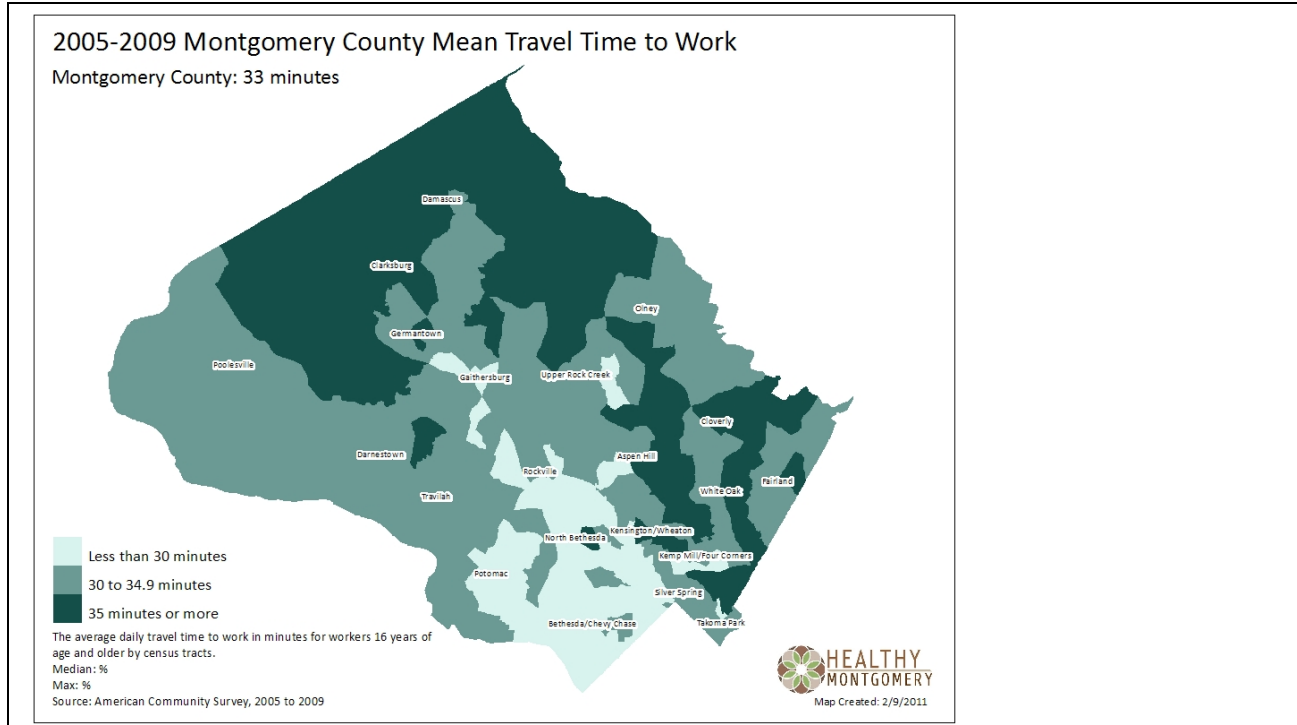 2005-2009 Montgomery County Mean Travel Time to Work
Montgomery County: 33 minutes
Damascus
Clarksburg
Olney
Germantown
Poolesville
Gaithersburg
Upper Rock Creek
Cloverly
Darnestown
Aspen Hill
Rockville
Fairland
Travilah
White Oak
Kensington/Wheaton
North Bethesda
Kemp Mill/Four Corners
Potomac
Silver Spring
Bethesda/Chevy Chase
Takoma Park
Less than 30 minutes
30 to 34.9 minutes
35 minutes or more
The average daily travel time to work in minutes for workers 16 years of
age and older by census tracts.
Median: %
Max: %
Source: American Community Survey, 2005 to 2009
HEALTHY
MONTGOMERY
Map Created: 2/9/2011